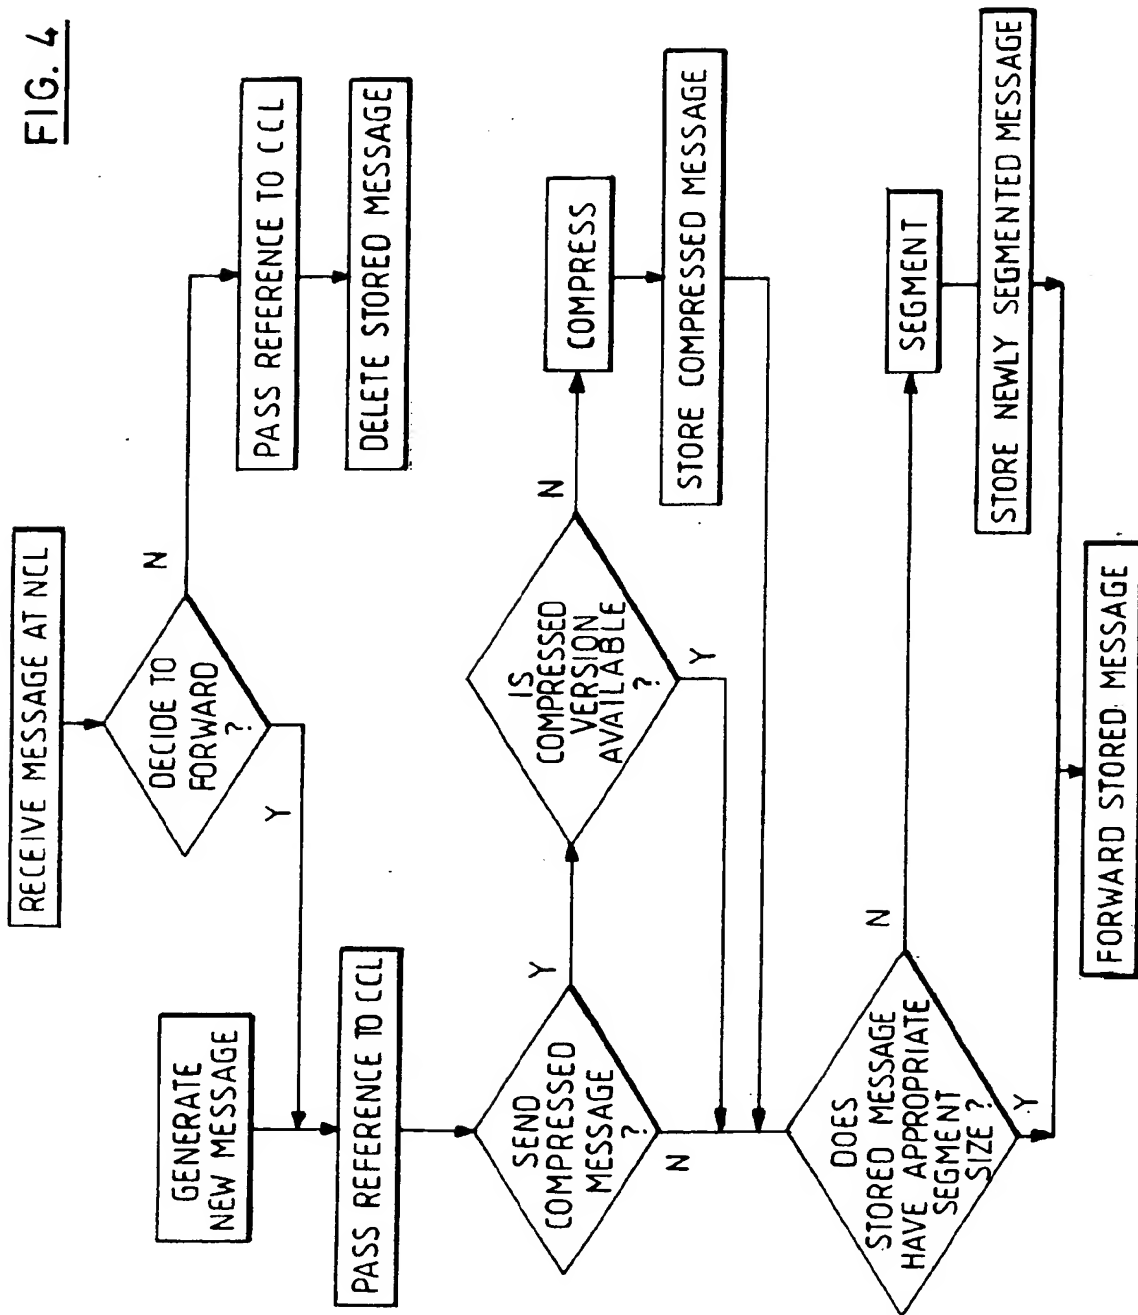 FIG. 4
RECEIVE MESSAGE AT NCL
DECIDE TO
FORWARD
?
N
Y
PASS REFERENCE TO CCL
DELETE STORED MESSAGE
GENERATE
NEW MESSAGE
PASS REFERENCE TO CCL
SEND
COMPRESSED
MESSAGE
?
Y
N
IS
COMPRESSED
VERSION
AVAILABLE
?
N
Y
COMPRESS
STORE COMPRESSED MESSAGE
DOES
STORED MESSAGE
HAVE APPROPRIATE
SEGMENT
SIZE ?
N
Y
SEGMENT
STORE NEWLY SEGMENTED MESSAGE
FORWARD STORED MESSAGE